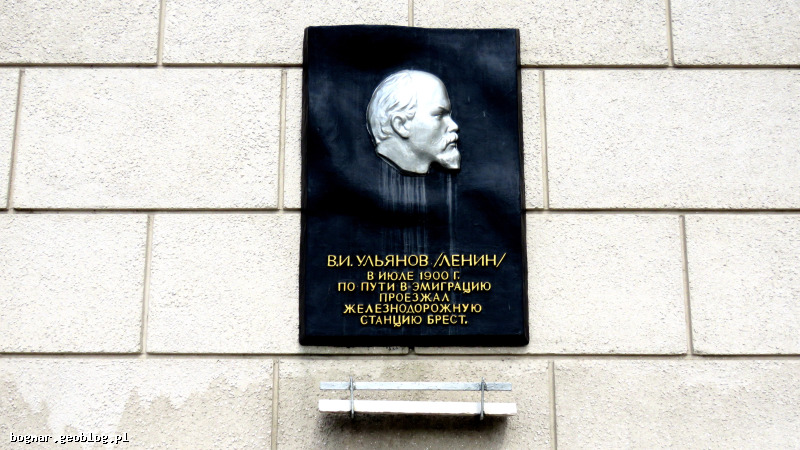 В.И. УЛЬЯНОВ /ЛЕНИН/
В ИЮЛЕ 1900 Г.
ПО ПУТИ В ЭМИГРАЦИЮ
ПРОЕЗЖАЛ
ЖЕЛЕЗНОДОРОЖНУЮ
СТАНЦИЮ БРЕСТ.
bognar.geoblog.pl